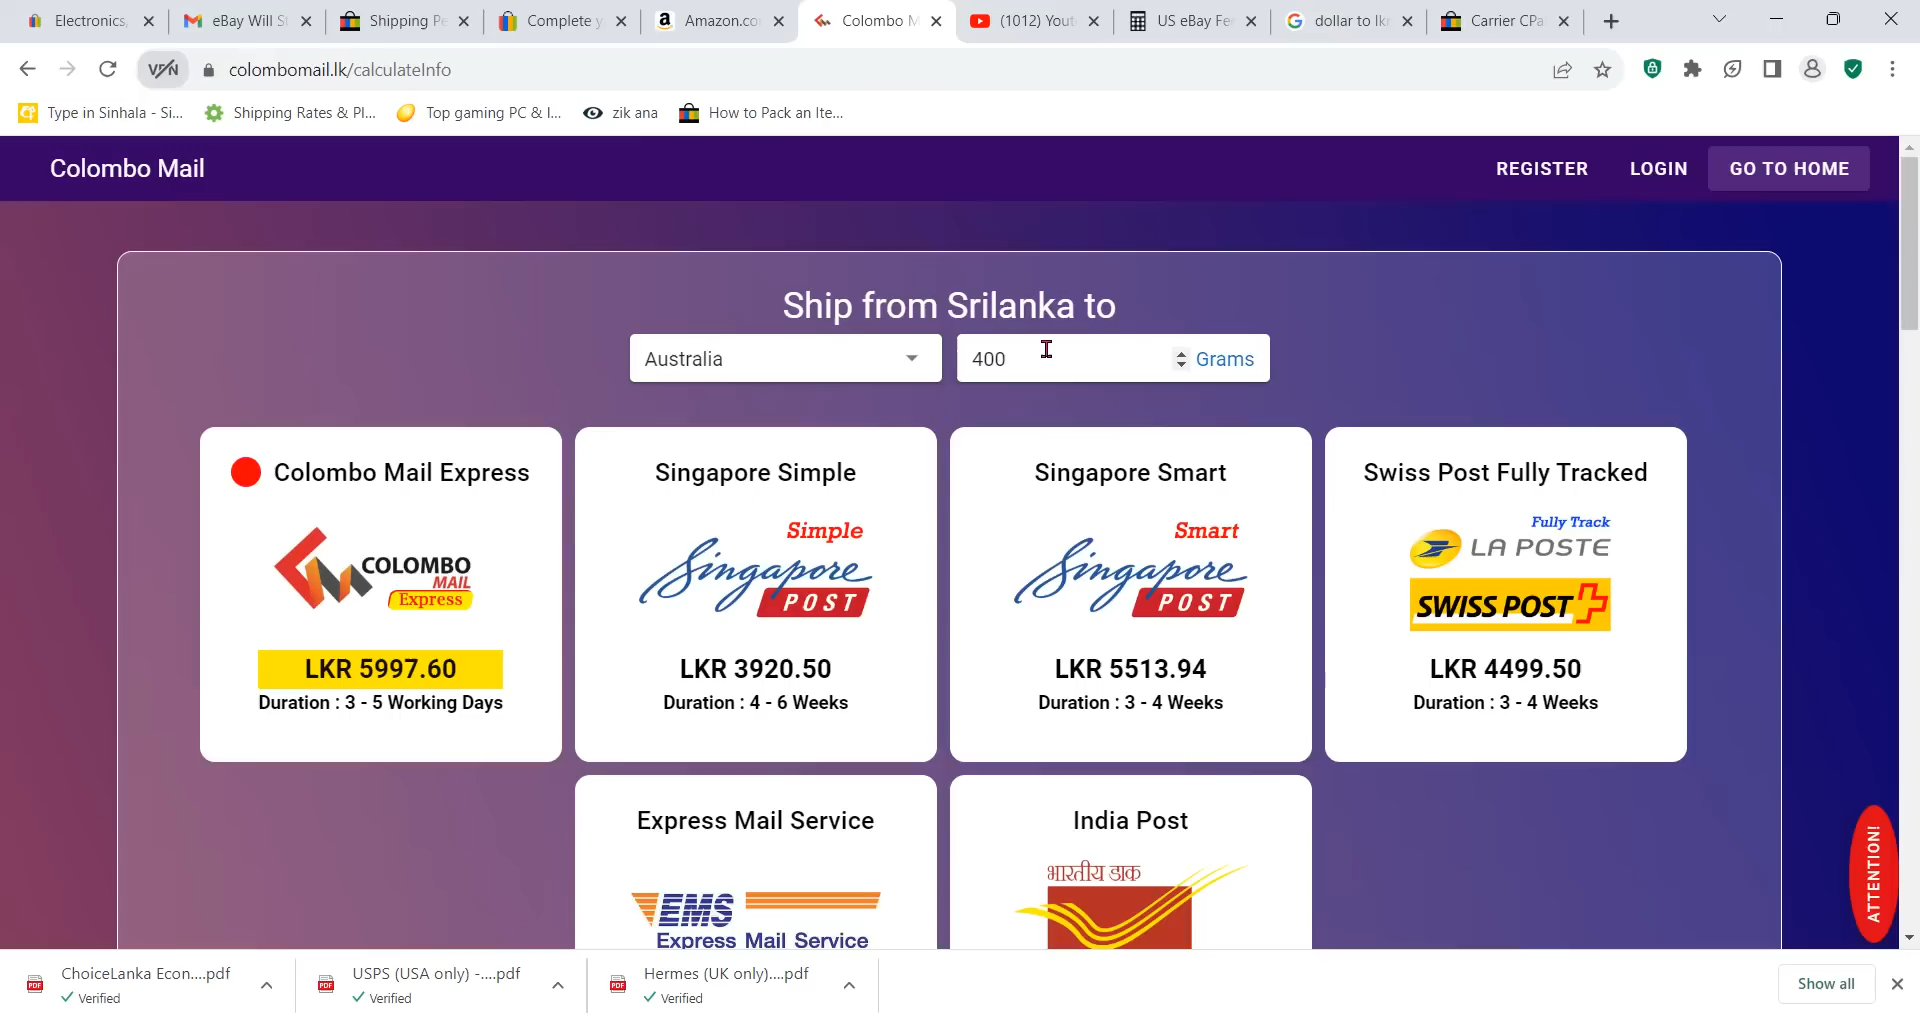 Electronics,
eBay Will S
Shipping Pe
Complete y
Amazon.co
Colombo M
(1012) Yout
US eBay Fe
dollar to lk
Carrier CPa
VPN
colombomail.lk/calculateInfo
Type in Sinhala - Si...
Shipping Rates & Pl...
Top gaming PC & l...
zik ana
How to Pack an Ite...
Colombo Mail
REGISTER
LOGIN
GO TO HOME
Ship from Srilanka to
Australia
400
Grams
Colombo Mail Express
COLOMBO
MAIL
Express
LKR 5997.60
Duration : 3 - 5 Working Days
Singapore Simple
Simple
Singapore
POST
LKR 3920.50
Duration : 4 - 6 Weeks
Singapore Smart
Smart
Singapore
POST
LKR 5513.94
Duration : 3 - 4 Weeks
Swiss Post Fully Tracked
Fully Track
LA POSTE
SWISS POST
LKR 4499.50
Duration : 3 - 4 Weeks
Express Mail Service
EMS
Express Mail Service
India Post
भारतीय डाक
ATTENTION!
ChoiceLanka Econ....pdf
Verified
USPS (USA only) -....pdf
Verified
Hermes (UK only)....pdf
Verified
Show all